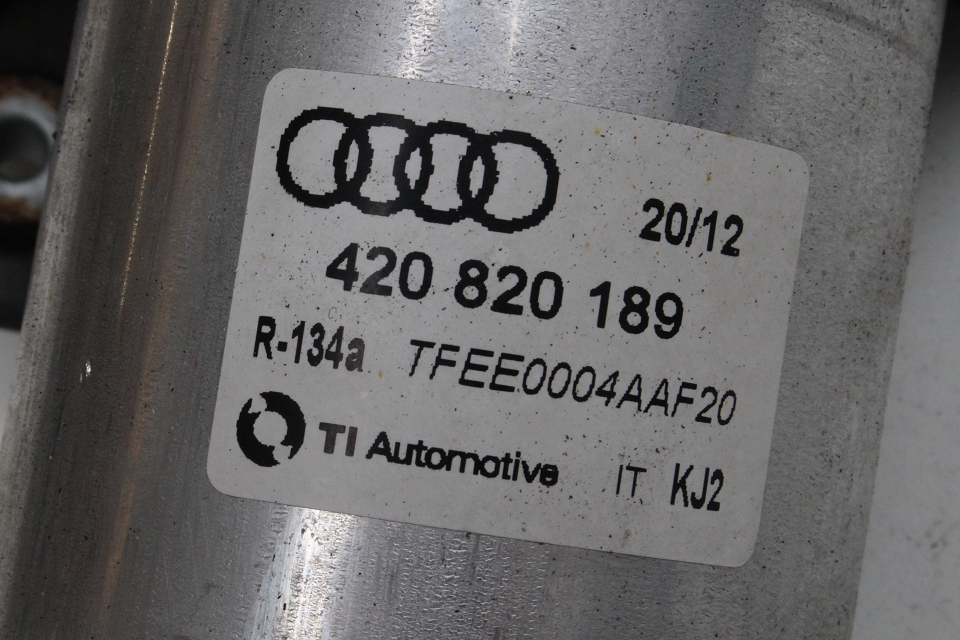 20/12
420 820 189
R-134a TFEE0004AAF20
TI Automotive IT KJ2